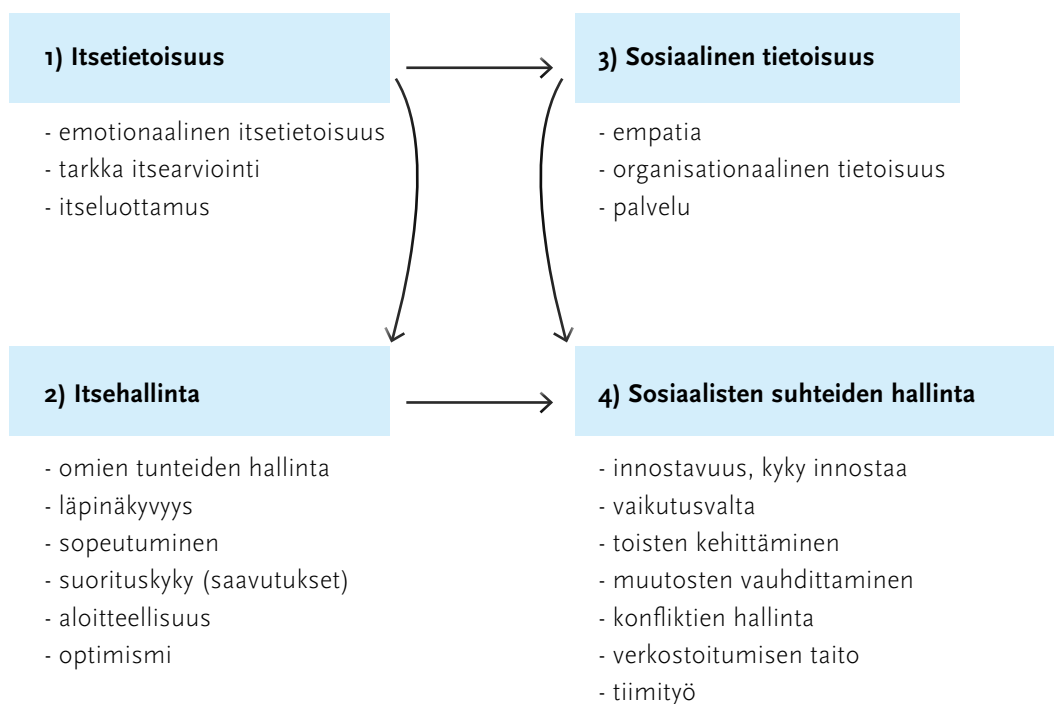 1) Itsetietoisuus
- emotionaalinen itsetietoisuus
- tarkka itsearviointi
- itseluottamus
2) Itsehallinta
- omien tunteiden hallinta
- läpinäkyvyys
- sopeutuminen
- suorituskyky (saavutukset)
- aloitteellisuus
- optimismi
3) Sosiaalinen tietoisuus
- empatia
- organisationaalinen tietoisuus
- palvelu
4) Sosiaalisten suhteiden hallinta
- innostavuus, kyky innostaa
- vaikutusvalta
- toisten kehittäminen
- muutosten vauhdittaminen
- konfliktien hallinta
- verkostoitumisen taito
- tiimityö